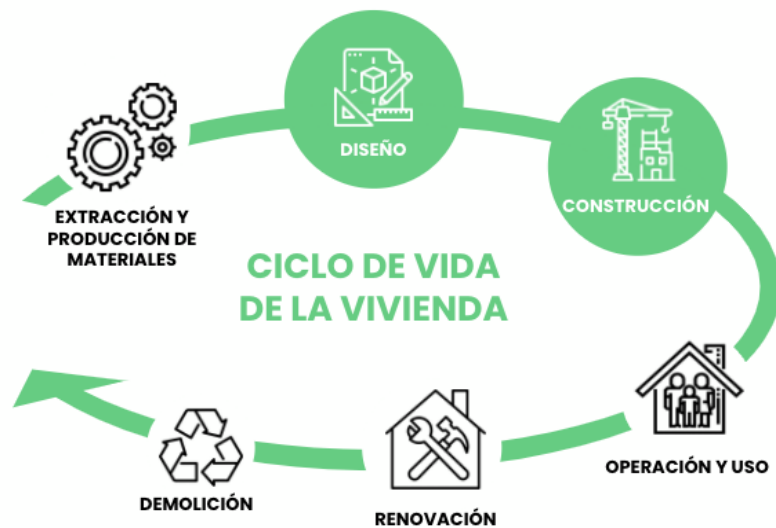 DISEÑO
CONSTRUCCIÓN
EXTRACCIÓN Y
PRODUCCIÓN DE
MATERIALES
CICLO DE VIDA
DE LA VIVIENDA
OPERACIÓN Y USO
DEMOLICIÓN
RENOVACIÓN